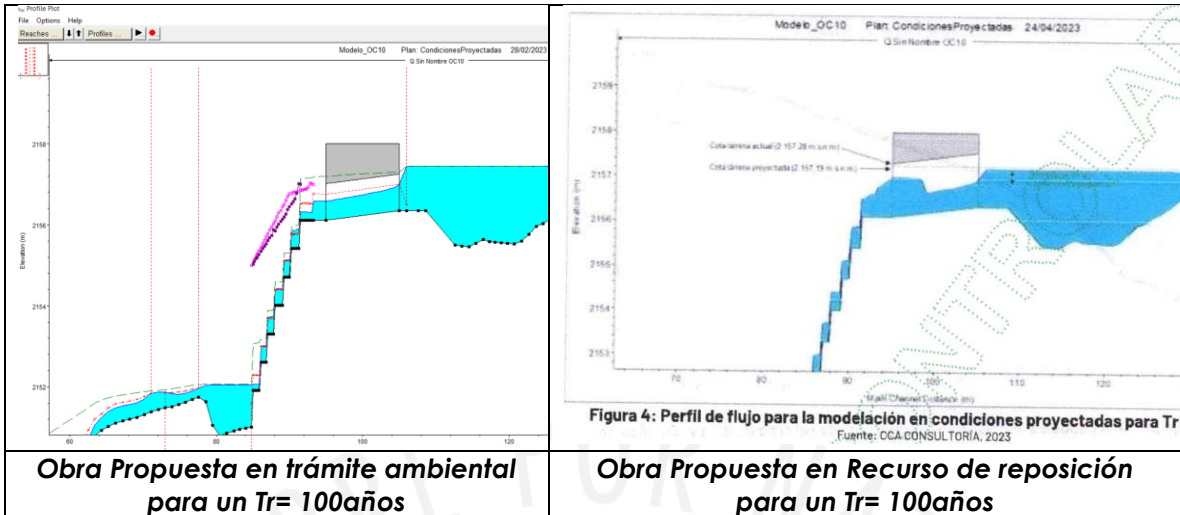 Profile Plot
File Options Help
Reaches ... Profiles ...
Modelo_OC10 Plan: CondicionesProyectadas 28/02/2023
Q Sin Nombre OC10
2158
2156
2154
2152
Elevation (m)
60
80
100
120
Modelo_OC10 Plan: CondicionesProyectadas 24/04/2023
Q Sin Nombre OC10
2159
2158
2157
2156
2155
2154
2153
Elevation (m)
Cota lámina actual (2 157,28 m.s.n.m.)
Cota lámina proyectada (2 157,19 m.s.n.m.)
70
80
90
100
110
120
Main Channel Distance (m)
Figura 4: Perfil de flujo para la modelación en condiciones proyectadas para Tr
Fuente: CCA CONSULTORÍA, 2023
Obra Propuesta en trámite ambiental
para un Tr= 100años
Obra Propuesta en Recurso de reposición
para un Tr= 100años